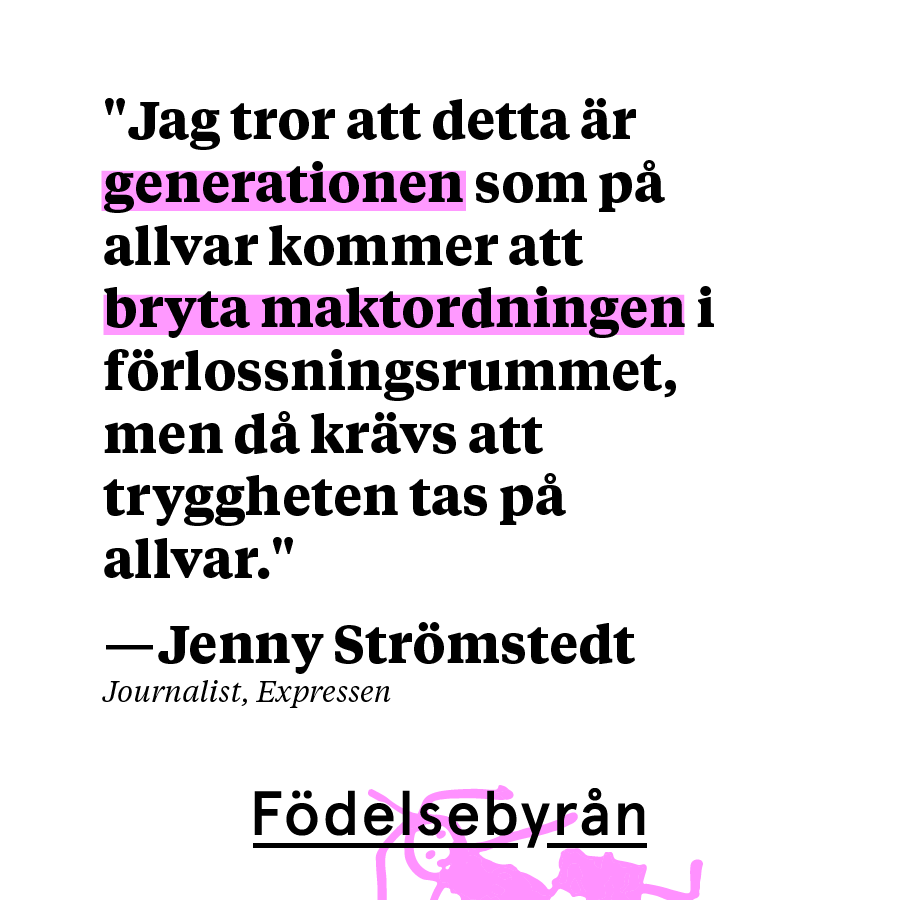 "Jag tror att detta är
generationen som på
allvar kommer att
bryta maktordningen i
förlossningsrummet,
men då krävs att
tryggheten tas på
allvar."
—Jenny Strömstedt
Journalist, Expressen
Födelsebyrån